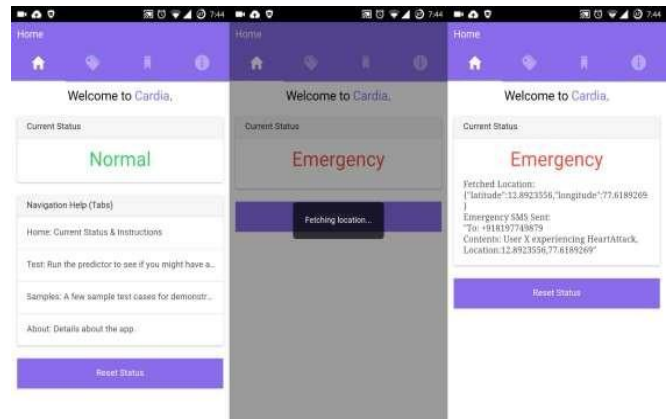 7:44
Home
Welcome to Cardia,
Current Status
Normal
Navigation Help (Tabs)
Home: Current Status & Instructions
Test: Run the predictor to see if you might have a...
Samples: A few sample test cases for demonstr...
About: Details about the app.
Reset Status
7:44
Home
Welcome to Cardia,
Current Status
Emergency
Fetching location...
7:44
Home
Welcome to Cardia,
Current Status
Emergency
Fetched Location:
{"latitude":12.8923556,"longitude":77.6189269
}
Emergency SMS Sent:
"To: +918197749879
Contents: User X experiencing HeartAttack,
Location:12.8923556,77.6189269"
Reset Status